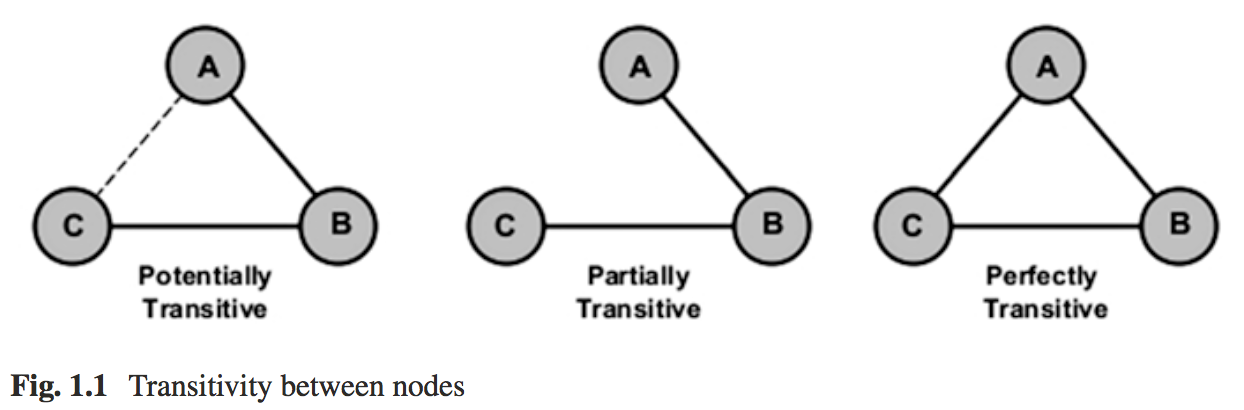 A
C
B
Potentially
Transitive
A
C
B
Partially
Transitive
A
C
B
Perfectly
Transitive
Fig. 1.1 Transitivity between nodes